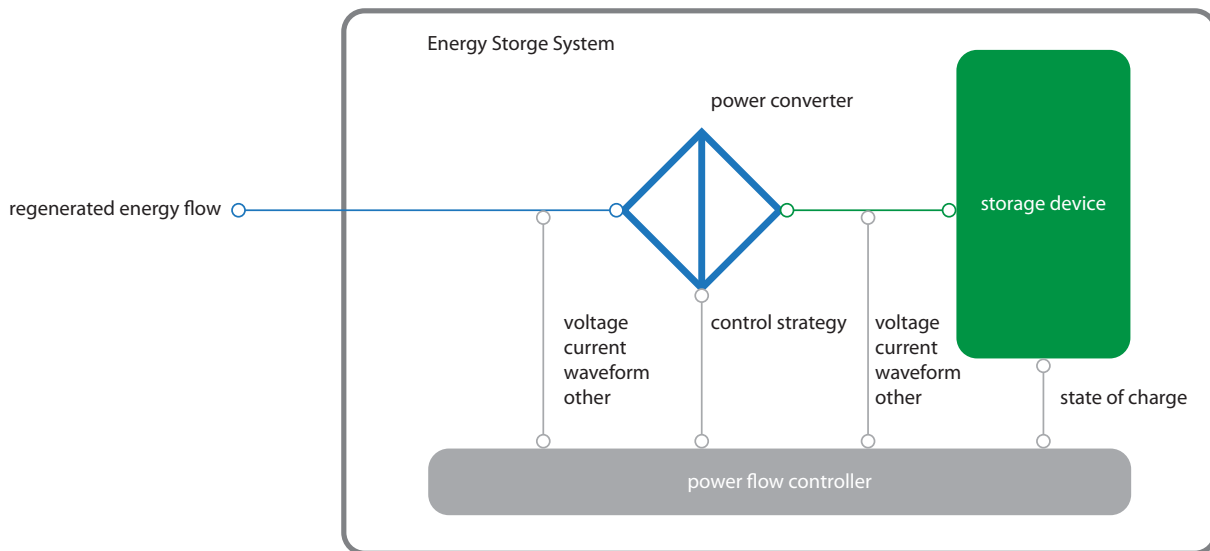 Energy Storge System
power converter
regenerated energy flow
storage device
voltage
current
waveform
other
control strategy
voltage
current
waveform
other
state of charge
power flow controller